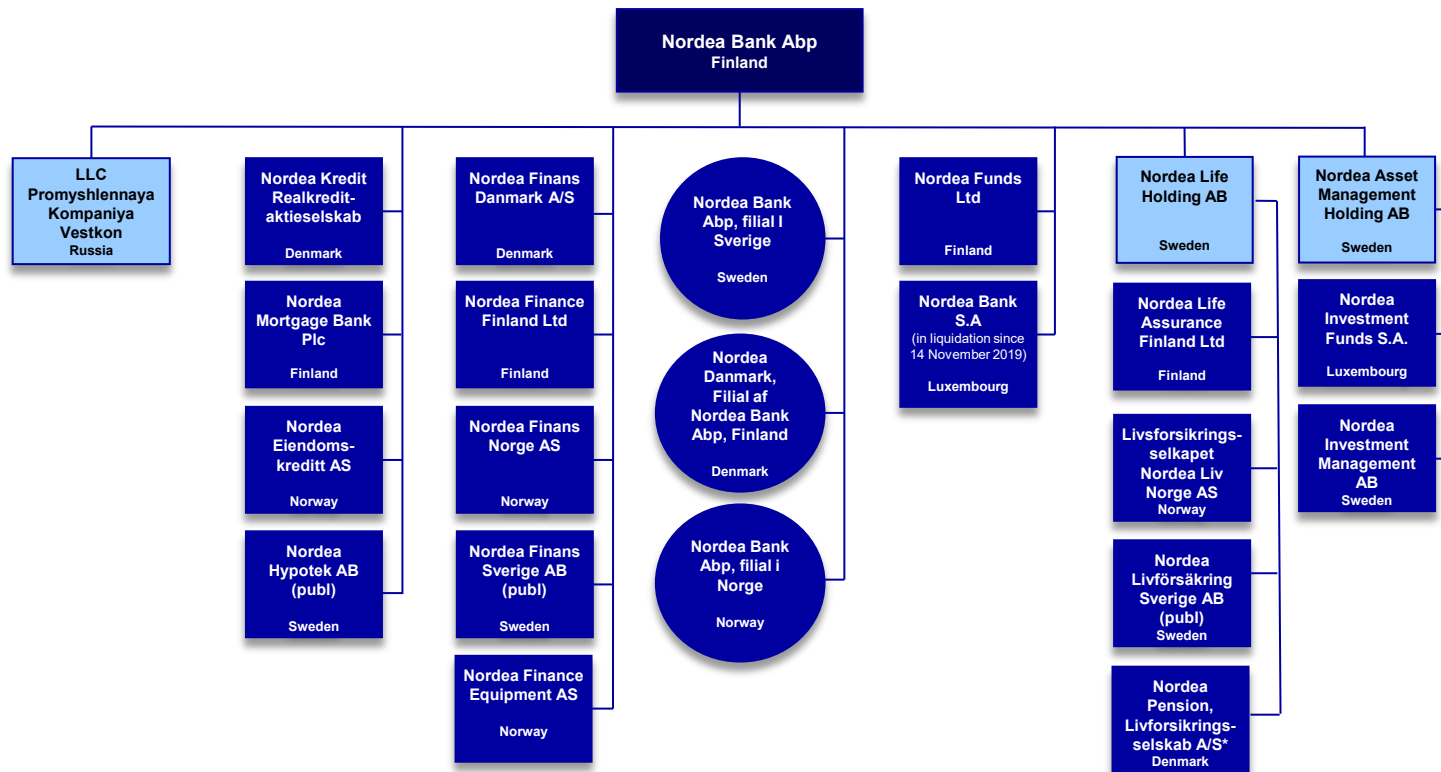 Nordea Bank Abp
Finland
LLC
Promyshlennaya
Kompaniya
Vestkon
Russia
Nordea Kredit
Realkredit-
aktieselskab
Denmark
Nordea
Mortgage Bank
Plc
Finland
Nordea
Eiendoms-
kreditt AS
Norway
Nordea
Hypotek AB
(publ)
Sweden
Nordea Finans
Danmark A/S
Denmark
Nordea Finance
Finland Ltd
Finland
Nordea Finans
Norge AS
Norway
Nordea Finans
Sverige AB
(publ)
Sweden
Nordea Finance
Equipment AS
Norway
Nordea Bank
Abp, filial I
Sverige
Sweden
Nordea
Danmark,
Filial af
Nordea Bank
Abp, Finland
Denmark
Nordea Bank
Abp, filial i
Norge
Norway
Nordea Funds
Ltd
Finland
Nordea Bank
S.A
(in liquidation since
14 November 2019)
Luxembourg
Nordea Life
Holding AB
Sweden
Nordea Life
Assurance
Finland Ltd
Finland
Livsforsikrings-
selkapet
Nordea Liv
Norge AS
Norway
Nordea
Livförsäkring
Sverige AB
(publ)
Sweden
Nordea
Pension,
Livforsikrings-
selskab A/S*
Denmark
Nordea Asset
Management
Holding AB
Sweden
Nordea
Investment
Funds S.A.
Luxembourg
Nordea
Investment
Management
AB
Sweden